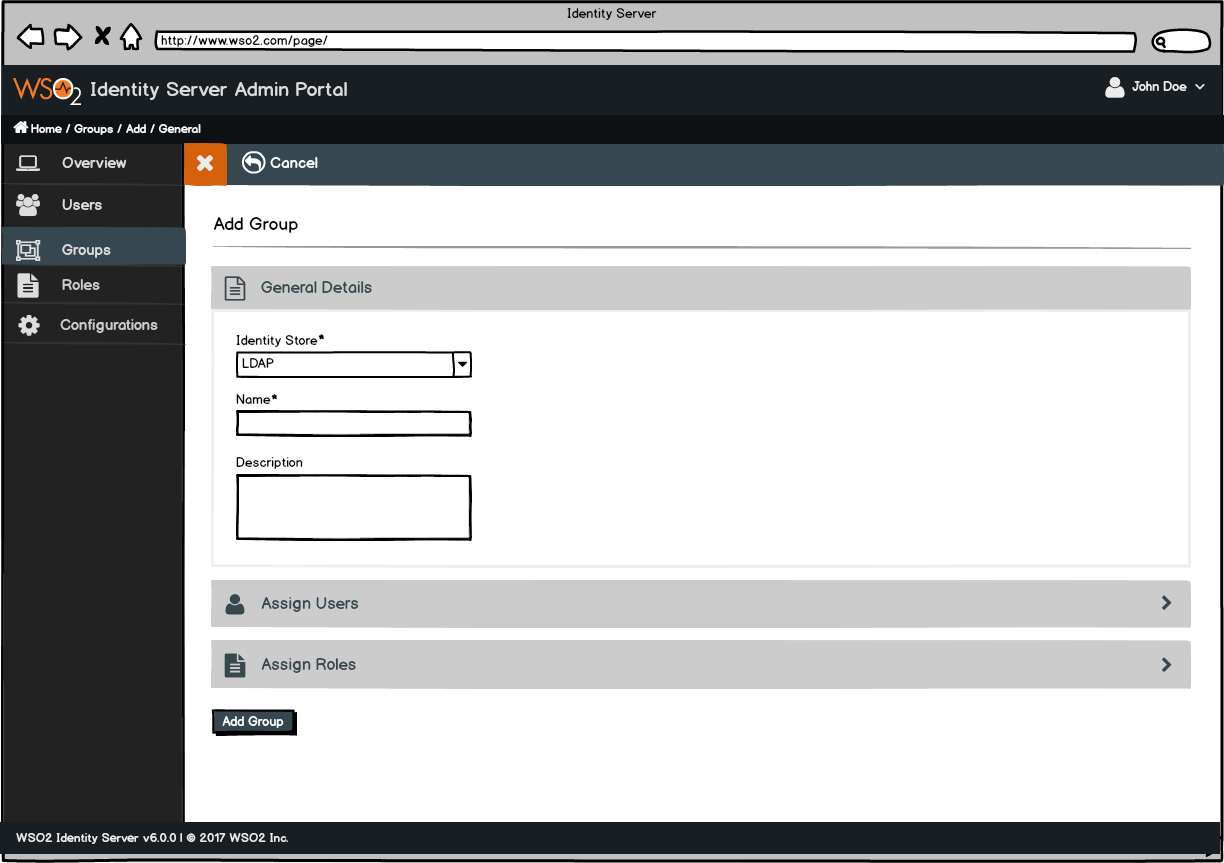 Identity Server
http://www.wso2.com/page/
WSO2 Identity Server Admin Portal
John Doe
Home / Groups / Add / General
Overview
Cancel
Users
Add Group
Groups
Roles
General Details
Configurations
Identity Store*
LDAP
Name*
Description
Assign Users
Assign Roles
Add Group
WSO2 Identity Server v6.0.0 | © 2017 WSO2 Inc.